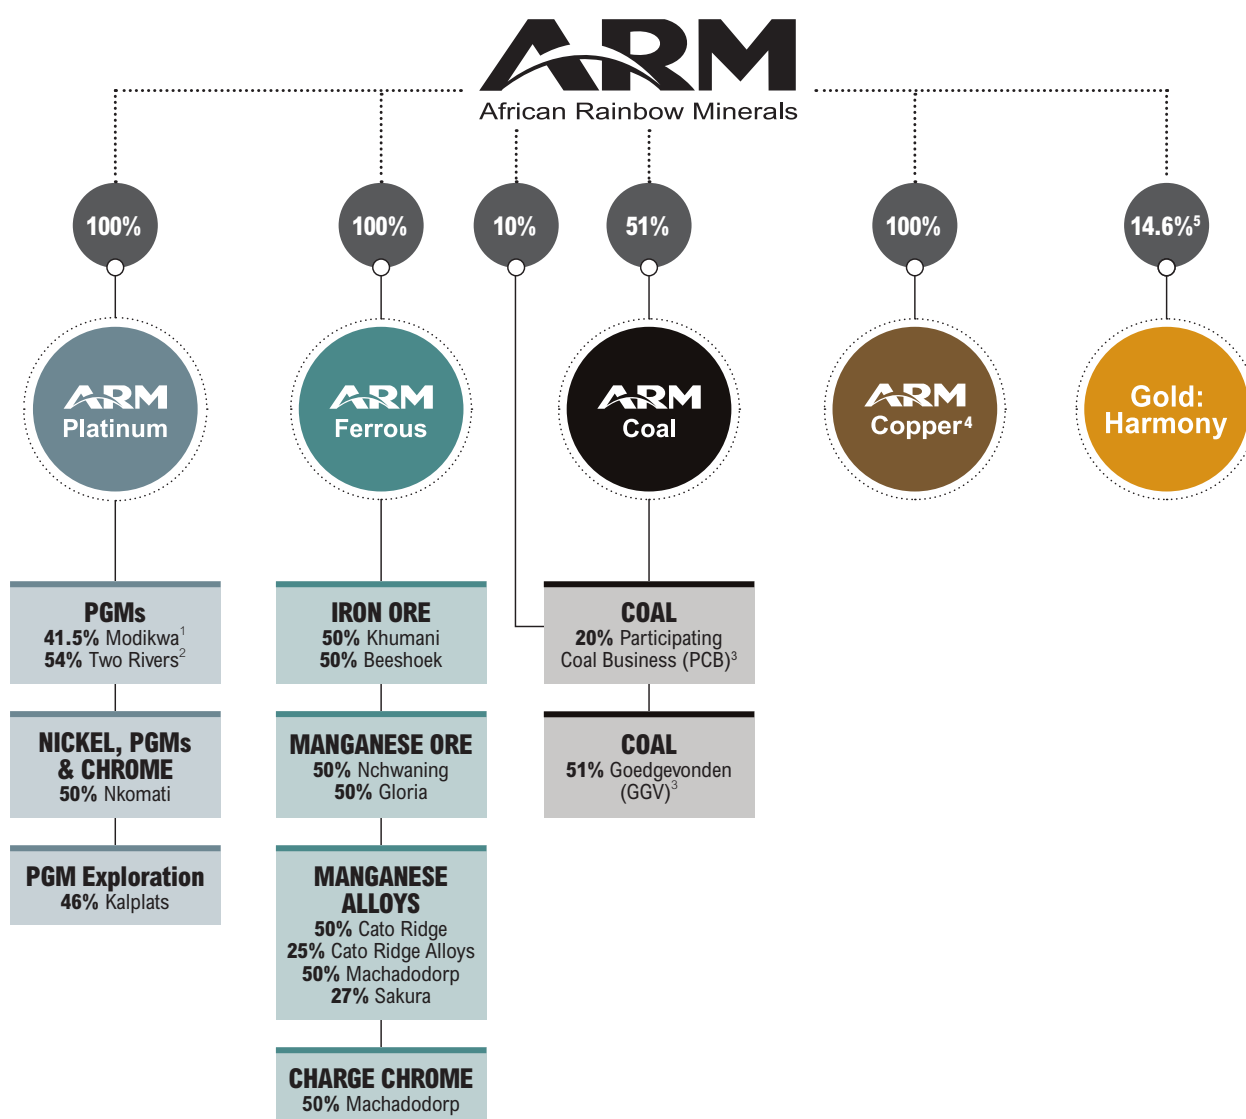 ARM
African Rainbow Minerals
100%
100%
10%
51%
100%
14.6%⁵
ARM
Platinum
ARM
Ferrous
ARM
Coal
ARM
Copper⁴
Gold:
Harmony
PGMs
41.5% Modikwa¹
54% Two Rivers²
NICKEL, PGMs
& CHROME
50% Nkomati
PGM Exploration
46% Kalplats
IRON ORE
50% Khumani
50% Beeshoek
MANGANESE ORE
50% Nchwaning
50% Gloria
MANGANESE
ALLOYS
50% Cato Ridge
25% Cato Ridge Alloys
50% Machadodorp
27% Sakura
CHARGE CHROME
50% Machadodorp
COAL
20% Participating
Coal Business (PCB)³
COAL
51% Goedgevonden
(GGV)³